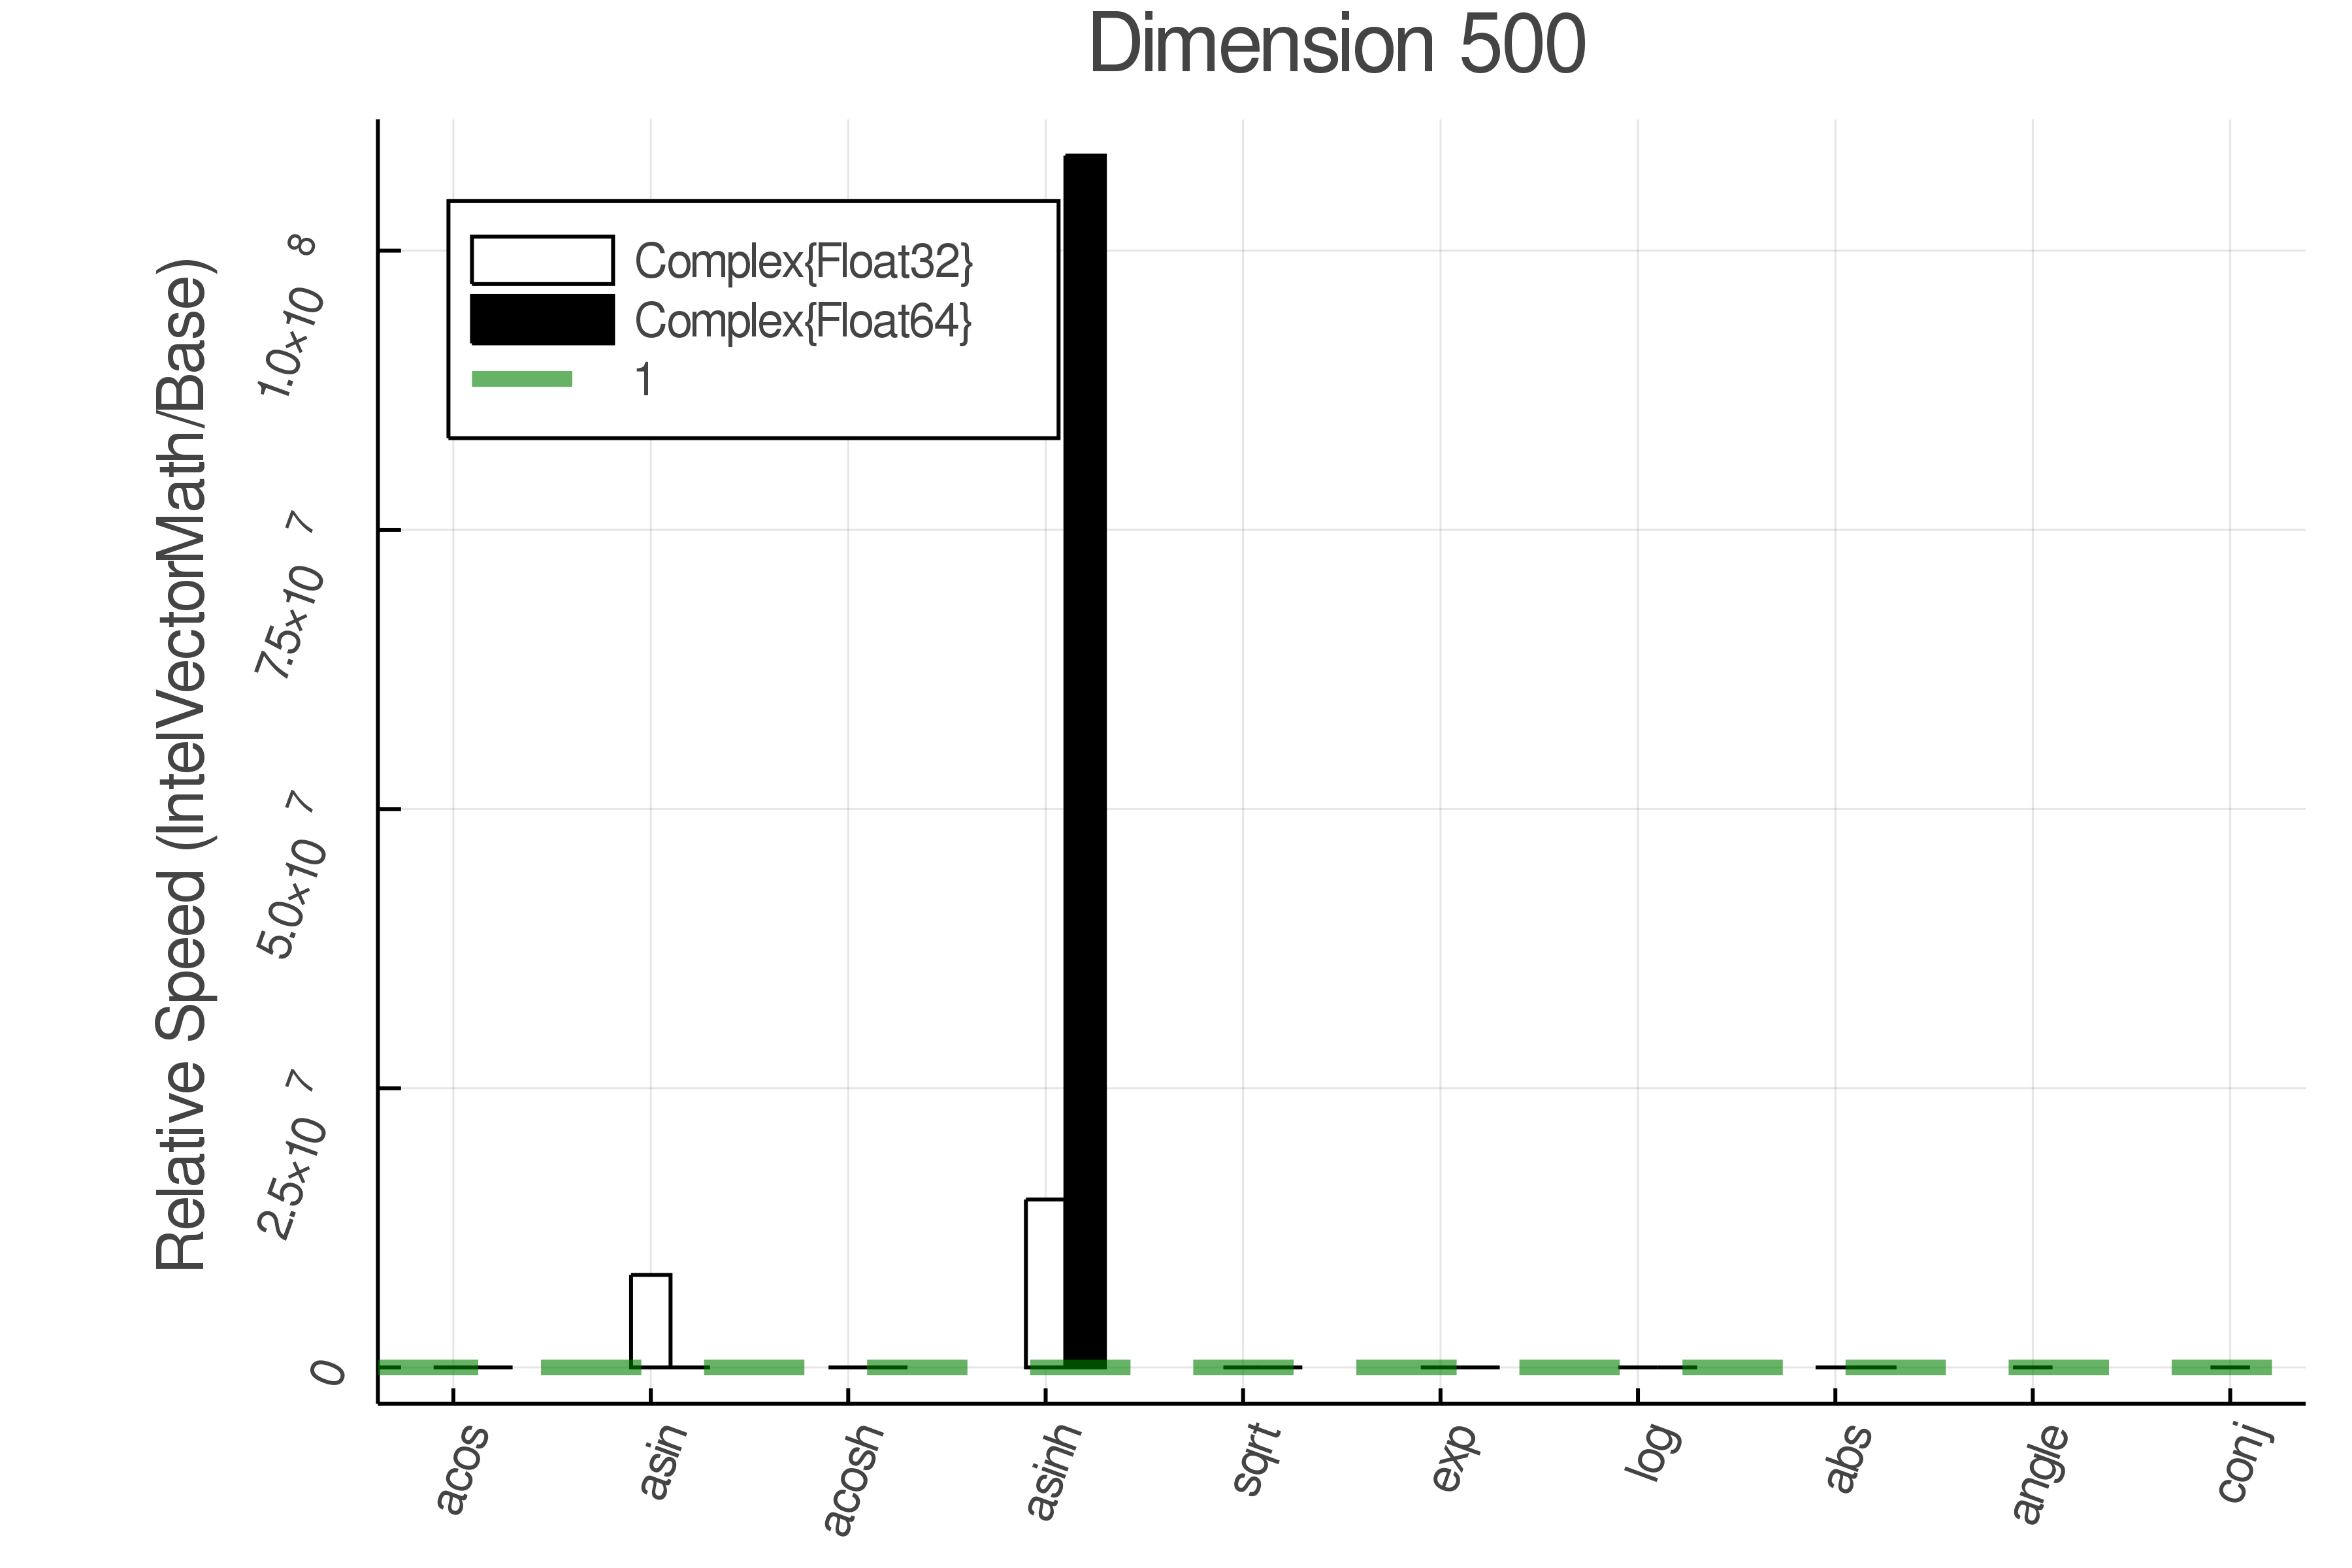 Dimension 500
Relative Speed (IntelVectorMath/Base)
1.0×10 8
7.5×10 7
5.0×10 7
2.5×10 7
0
Complex{Float32}
Complex{Float64}
1
acos
asin
acosh
asinh
sqrt
exp
log
abs
angle
conj